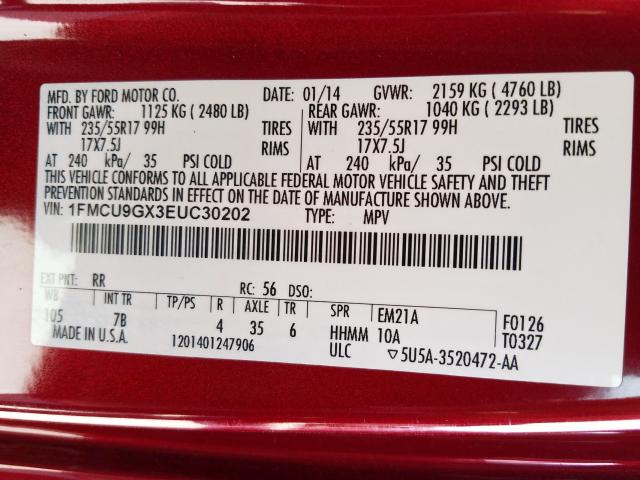 MFD. BY FORD MOTOR CO. DATE: 01/14 GVWR: 2159 KG ( 4760 LB)
FRONT GAWR: 1125 KG ( 2480 LB) REAR GAWR: 1040 KG ( 2293 LB)
WITH 235/55R17 99H TIRES WITH 235/55R17 99H TIRES
17X7.5J RIMS 17X7.5J RIMS
AT 240 kPa/ 35 PSI COLD AT 240 kPa/ 35 PSI COLD
THIS VEHICLE CONFORMS TO ALL APPLICABLE FEDERAL MOTOR VEHICLE SAFETY AND THEFT
PREVENTION STANDARDS IN EFFECT ON THE DATE OF MANUFACTURE SHOWN ABOVE.
VIN: 1FMCU9GX3EUC30202 TYPE: MPV
EXT PNT: RR RC: 56 DSO:
WB INT TR TP/PS R AXLE TR SPR EM21A F0126
105 7B 4 35 6 HHMM 10A T0327
MADE IN U.S.A. 1201401247906 ULC 5U5A-3520472-AA